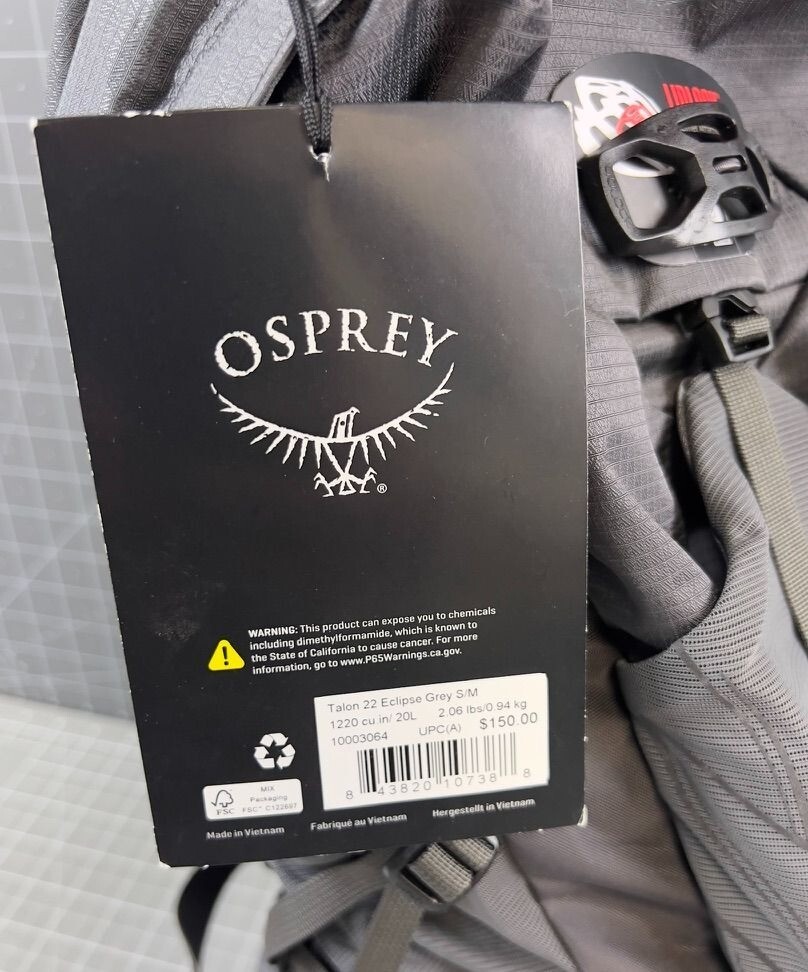 OSPREY
®
WARNING: This product can expose you to chemicals
including dimethylformamide, which is known to
the State of California to cause cancer. For more
information, go to www.P65Warnings.ca.gov.
Talon 22 Eclipse Grey S/M
1220 cu in/ 20L 2.06 lbs/0.94 kg
10003064 UPC(A) $150.00
8 43820 10738 8
MIX
Packaging
FSC™ C122697
FSC
Made in Vietnam Fabriqué au Vietnam Hergestellt in Vietnam